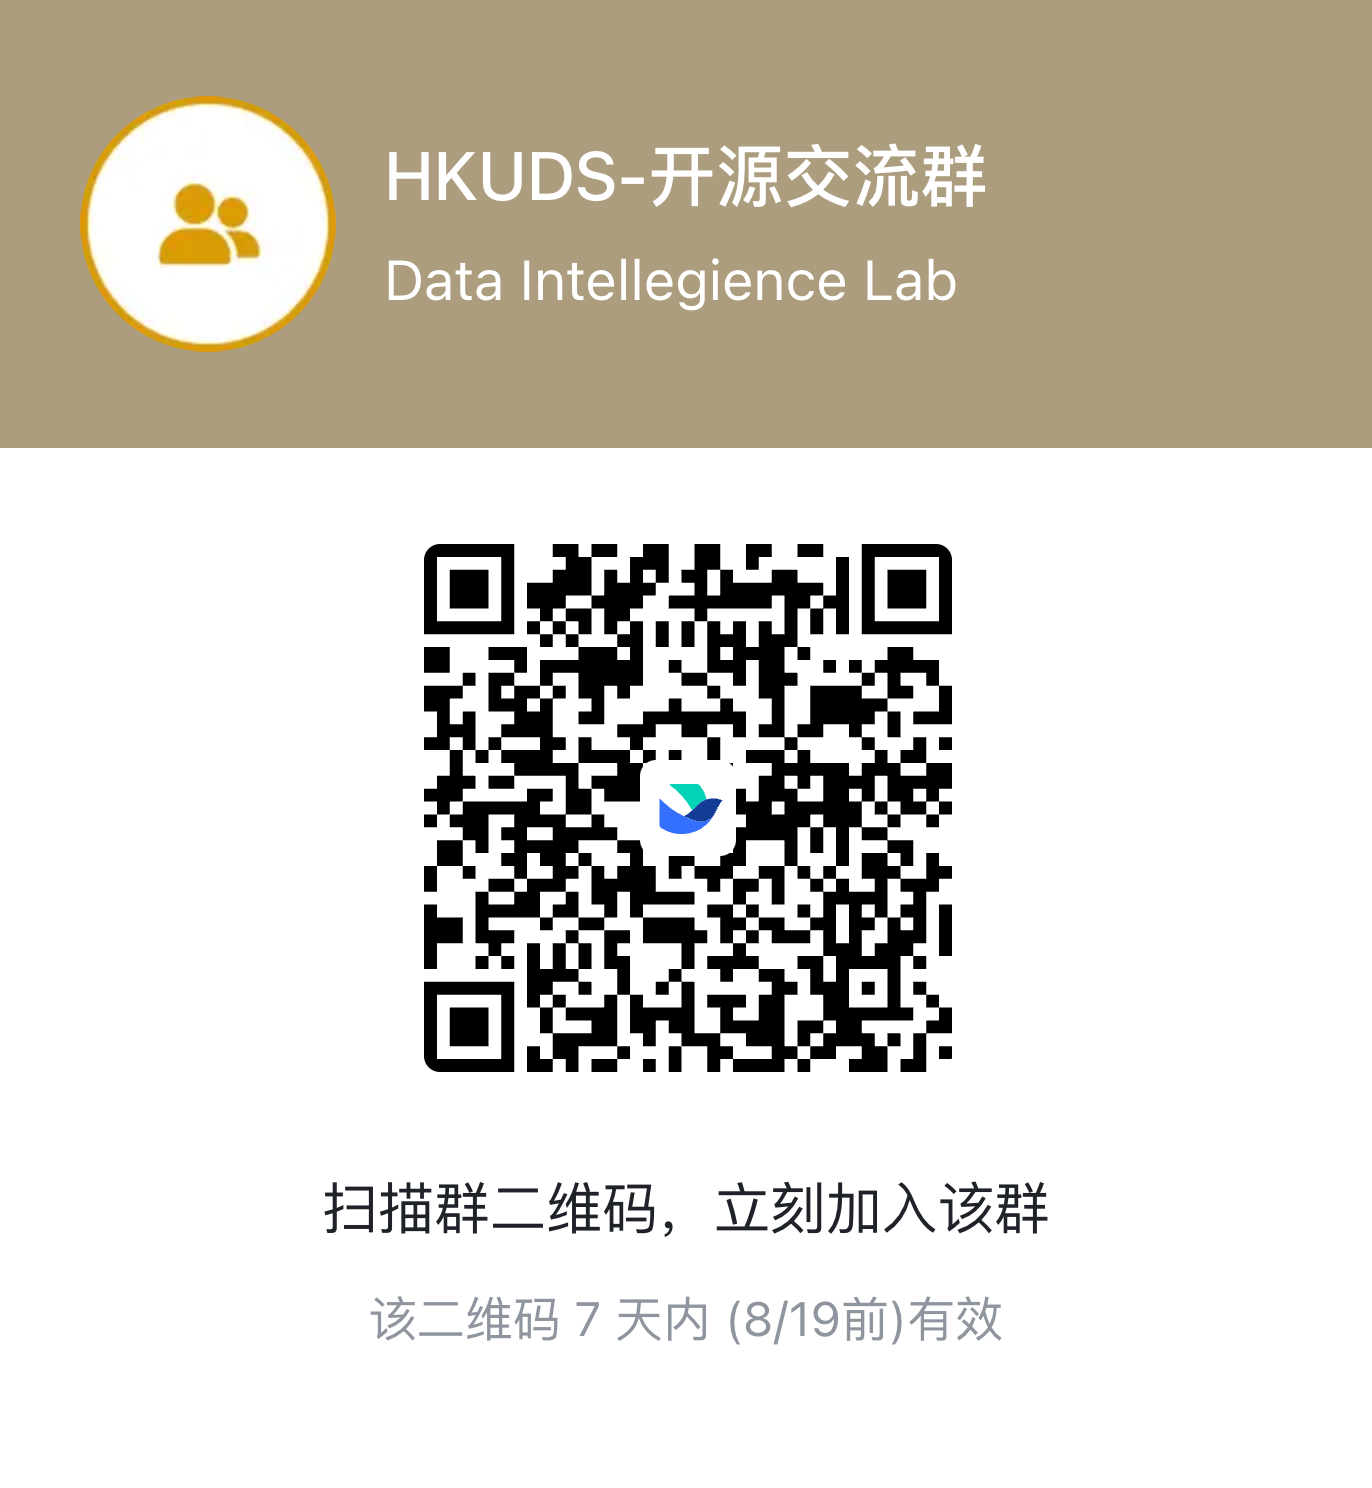 HKUDS-开源交流群
Data Intellegience Lab
扫描群二维码，立刻加入该群
该二维码 7 天内 (8/19前)有效